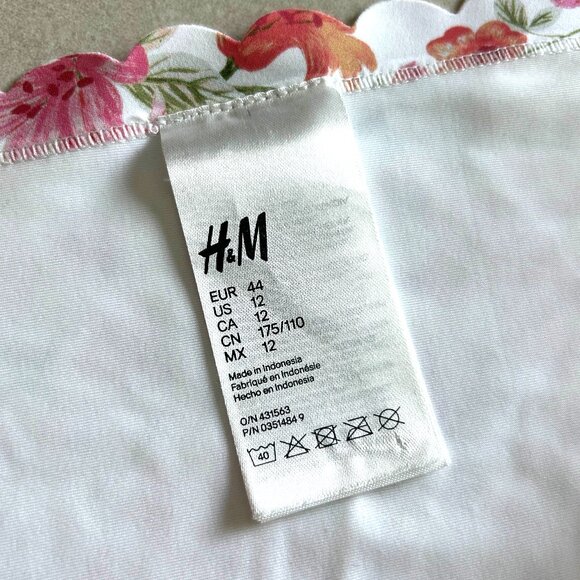 H&M
EUR 44
US 12
CA 12
CN 175/110
MX 12
Made in Indonesia
Fabriqué en Indonésie
Hecho en Indonesia
O/N 431563
P/N 0351484 9
40